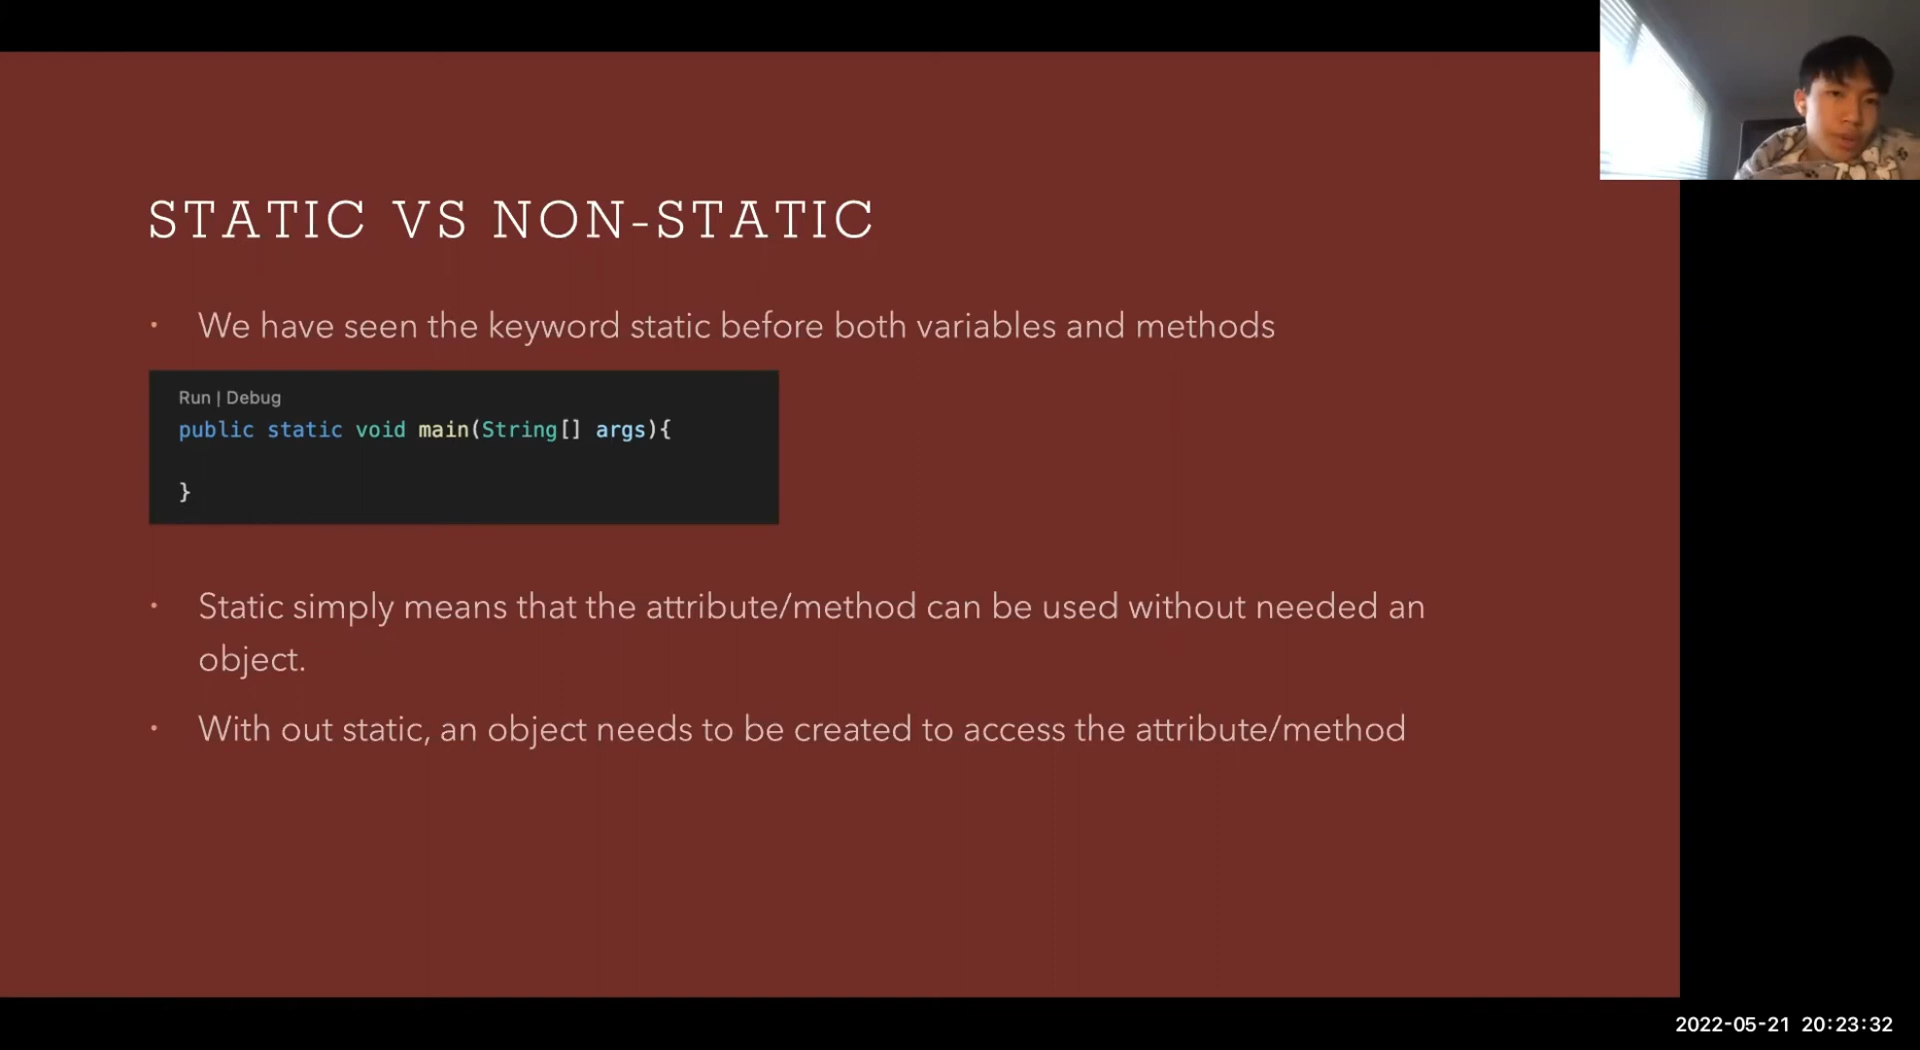 STATIC VS NON-STATIC
• We have seen the keyword static before both variables and methods
Run | Debug
public static void main(String[] args){
}
• Static simply means that the attribute/method can be used without needed an
object.
• With out static, an object needs to be created to access the attribute/method
2022-05-21 20:23:32